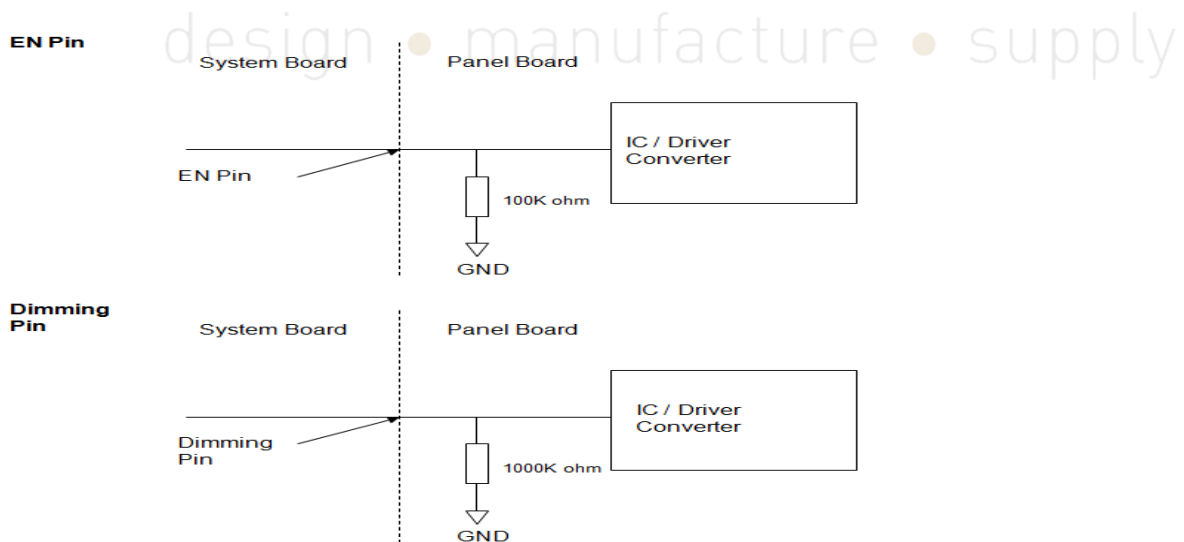 design • manufacture • supply
EN Pin
System Board
Panel Board
IC / Driver
Converter
EN Pin
100K ohm
GND
Dimming
Pin
System Board
Panel Board
IC / Driver
Converter
Dimming
Pin
1000K ohm
GND